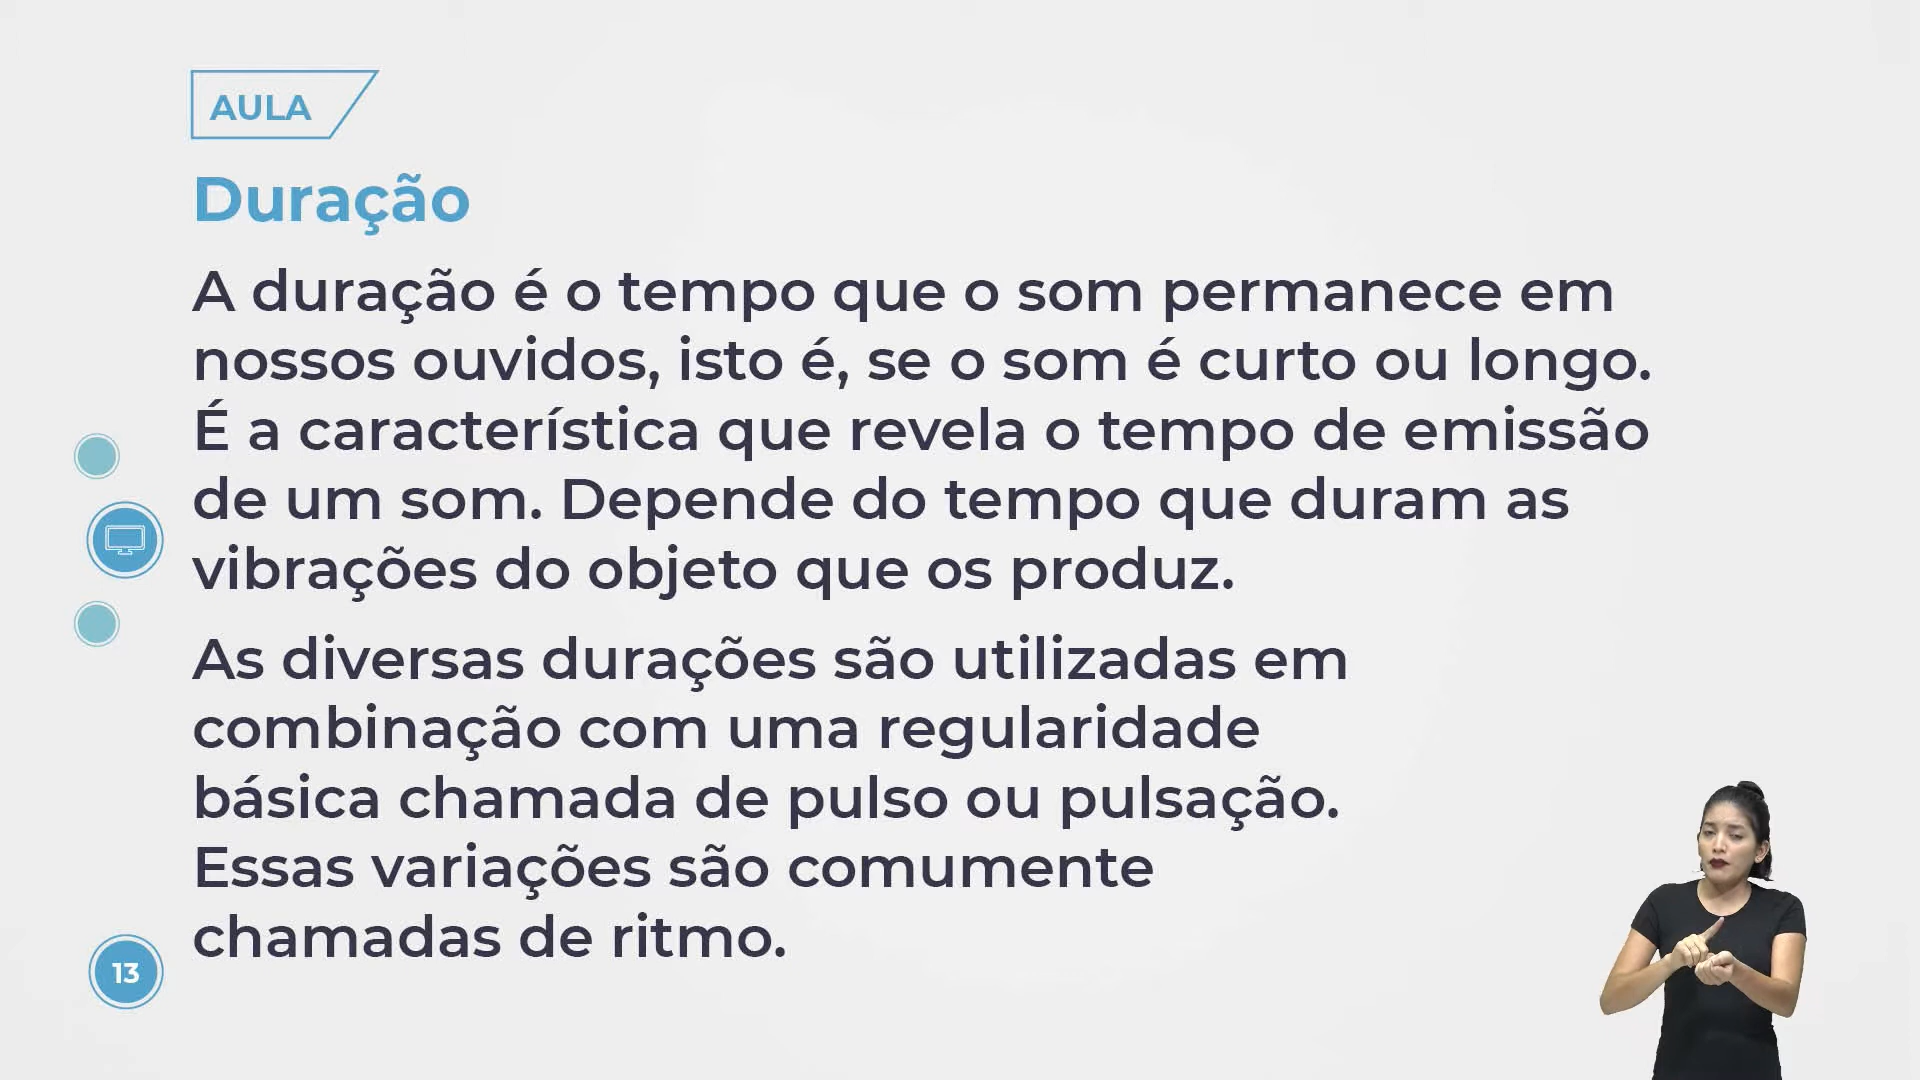 AULA
Duração
A duração é o tempo que o som permanece em
nossos ouvidos, isto é, se o som é curto ou longo.
É a característica que revela o tempo de emissão
de um som. Depende do tempo que duram as
vibrações do objeto que os produz.
As diversas durações são utilizadas em
combinação com uma regularidade
básica chamada de pulso ou pulsação.
Essas variações são comumente
chamadas de ritmo.
13